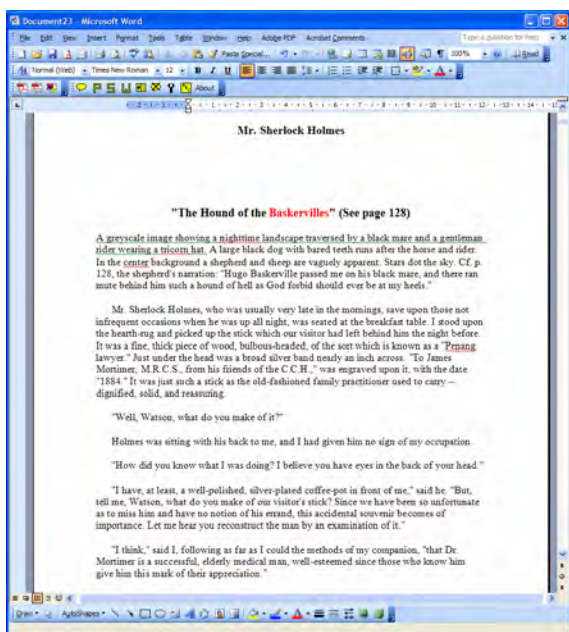 Document23 - Microsoft Word
File Edit View Insert Format Tools Table Window Help Adobe PDF Acrobat Comments
Type a question for help
Paste Special... 100% Read
Normal (Web) Times New Roman 12 B I U
About
Mr. Sherlock Holmes
"The Hound of the Baskervilles" (See page 128)
A greyscale image showing a nighttime landscape traversed by a black mare and a gentleman
rider wearing a tricorn hat. A large black dog with bared teeth runs after the horse and rider.
In the center background a shepherd and sheep are vaguely apparent. Stars dot the sky. Cf. p.
128, the shepherd's narration: "Hugo Baskerville passed me on his black mare, and there ran
mute behind him such a hound of hell as God forbid should ever be at my heels."
Mr. Sherlock Holmes, who was usually very late in the mornings, save upon those not
infrequent occasions when he was up all night, was seated at the breakfast table. I stood upon
the hearth-rug and picked up the stick which our visitor had left behind him the night before.
It was a fine, thick piece of wood, bulbous-headed, of the sort which is known as a "Penang
lawyer." Just under the head was a broad silver band nearly an inch across. "To James
Mortimer, M.R.C.S., from his friends of the C.C.H.," was engraved upon it, with the date
"1884." It was just such a stick as the old-fashioned family practitioner used to carry --
dignified, solid, and reassuring.
"Well, Watson, what do you make of it?"
Holmes was sitting with his back to me, and I had given him no sign of my occupation.
"How did you know what I was doing? I believe you have eyes in the back of your head."
"I have, at least, a well-polished, silver-plated coffee-pot in front of me," said he. "But,
tell me, Watson, what do you make of our visitor's stick? Since we have been so unfortunate
as to miss him and have no notion of his errand, this accidental souvenir becomes of
importance. Let me hear you reconstruct the man by an examination of it."
"I think," said I, following as far as I could the methods of my companion, "that Dr.
Mortimer is a successful, elderly medical man, well-esteemed since those who know him
give him this mark of their appreciation."
Draw AutoShapes